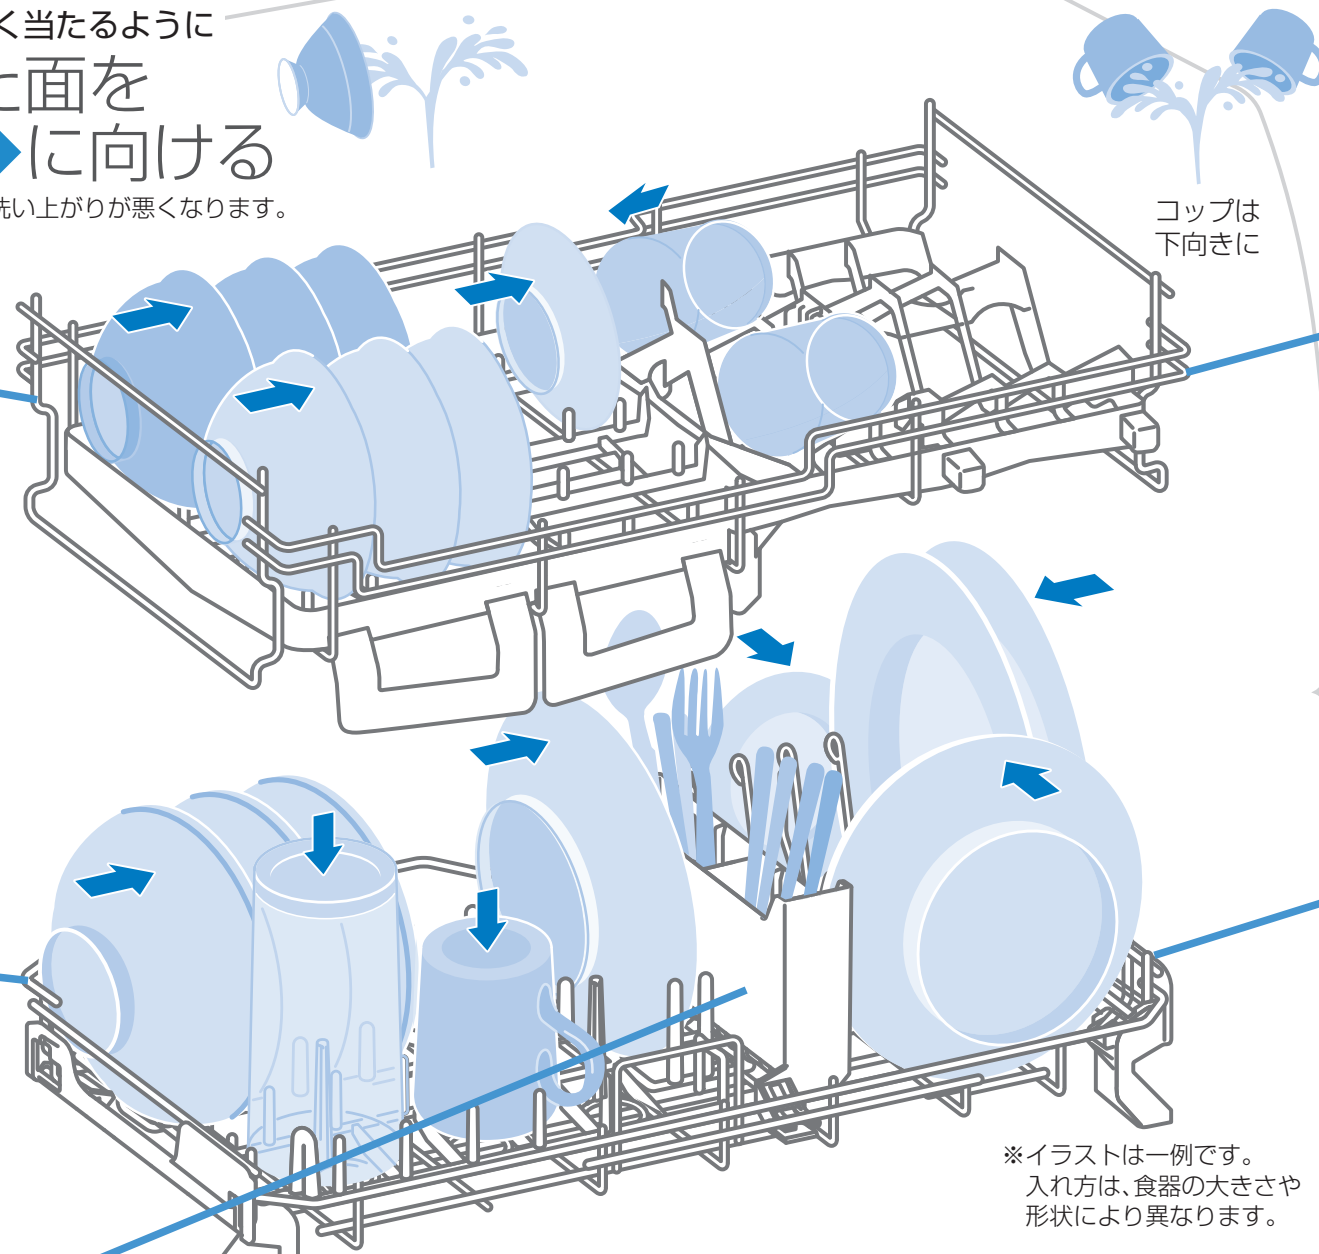 く当たるように
た面を
に向ける
洗い上がりが悪くなります。
コップは
下向きに
※イラストは一例です。
入れ方は、食器の大きさや
形状により異なります。